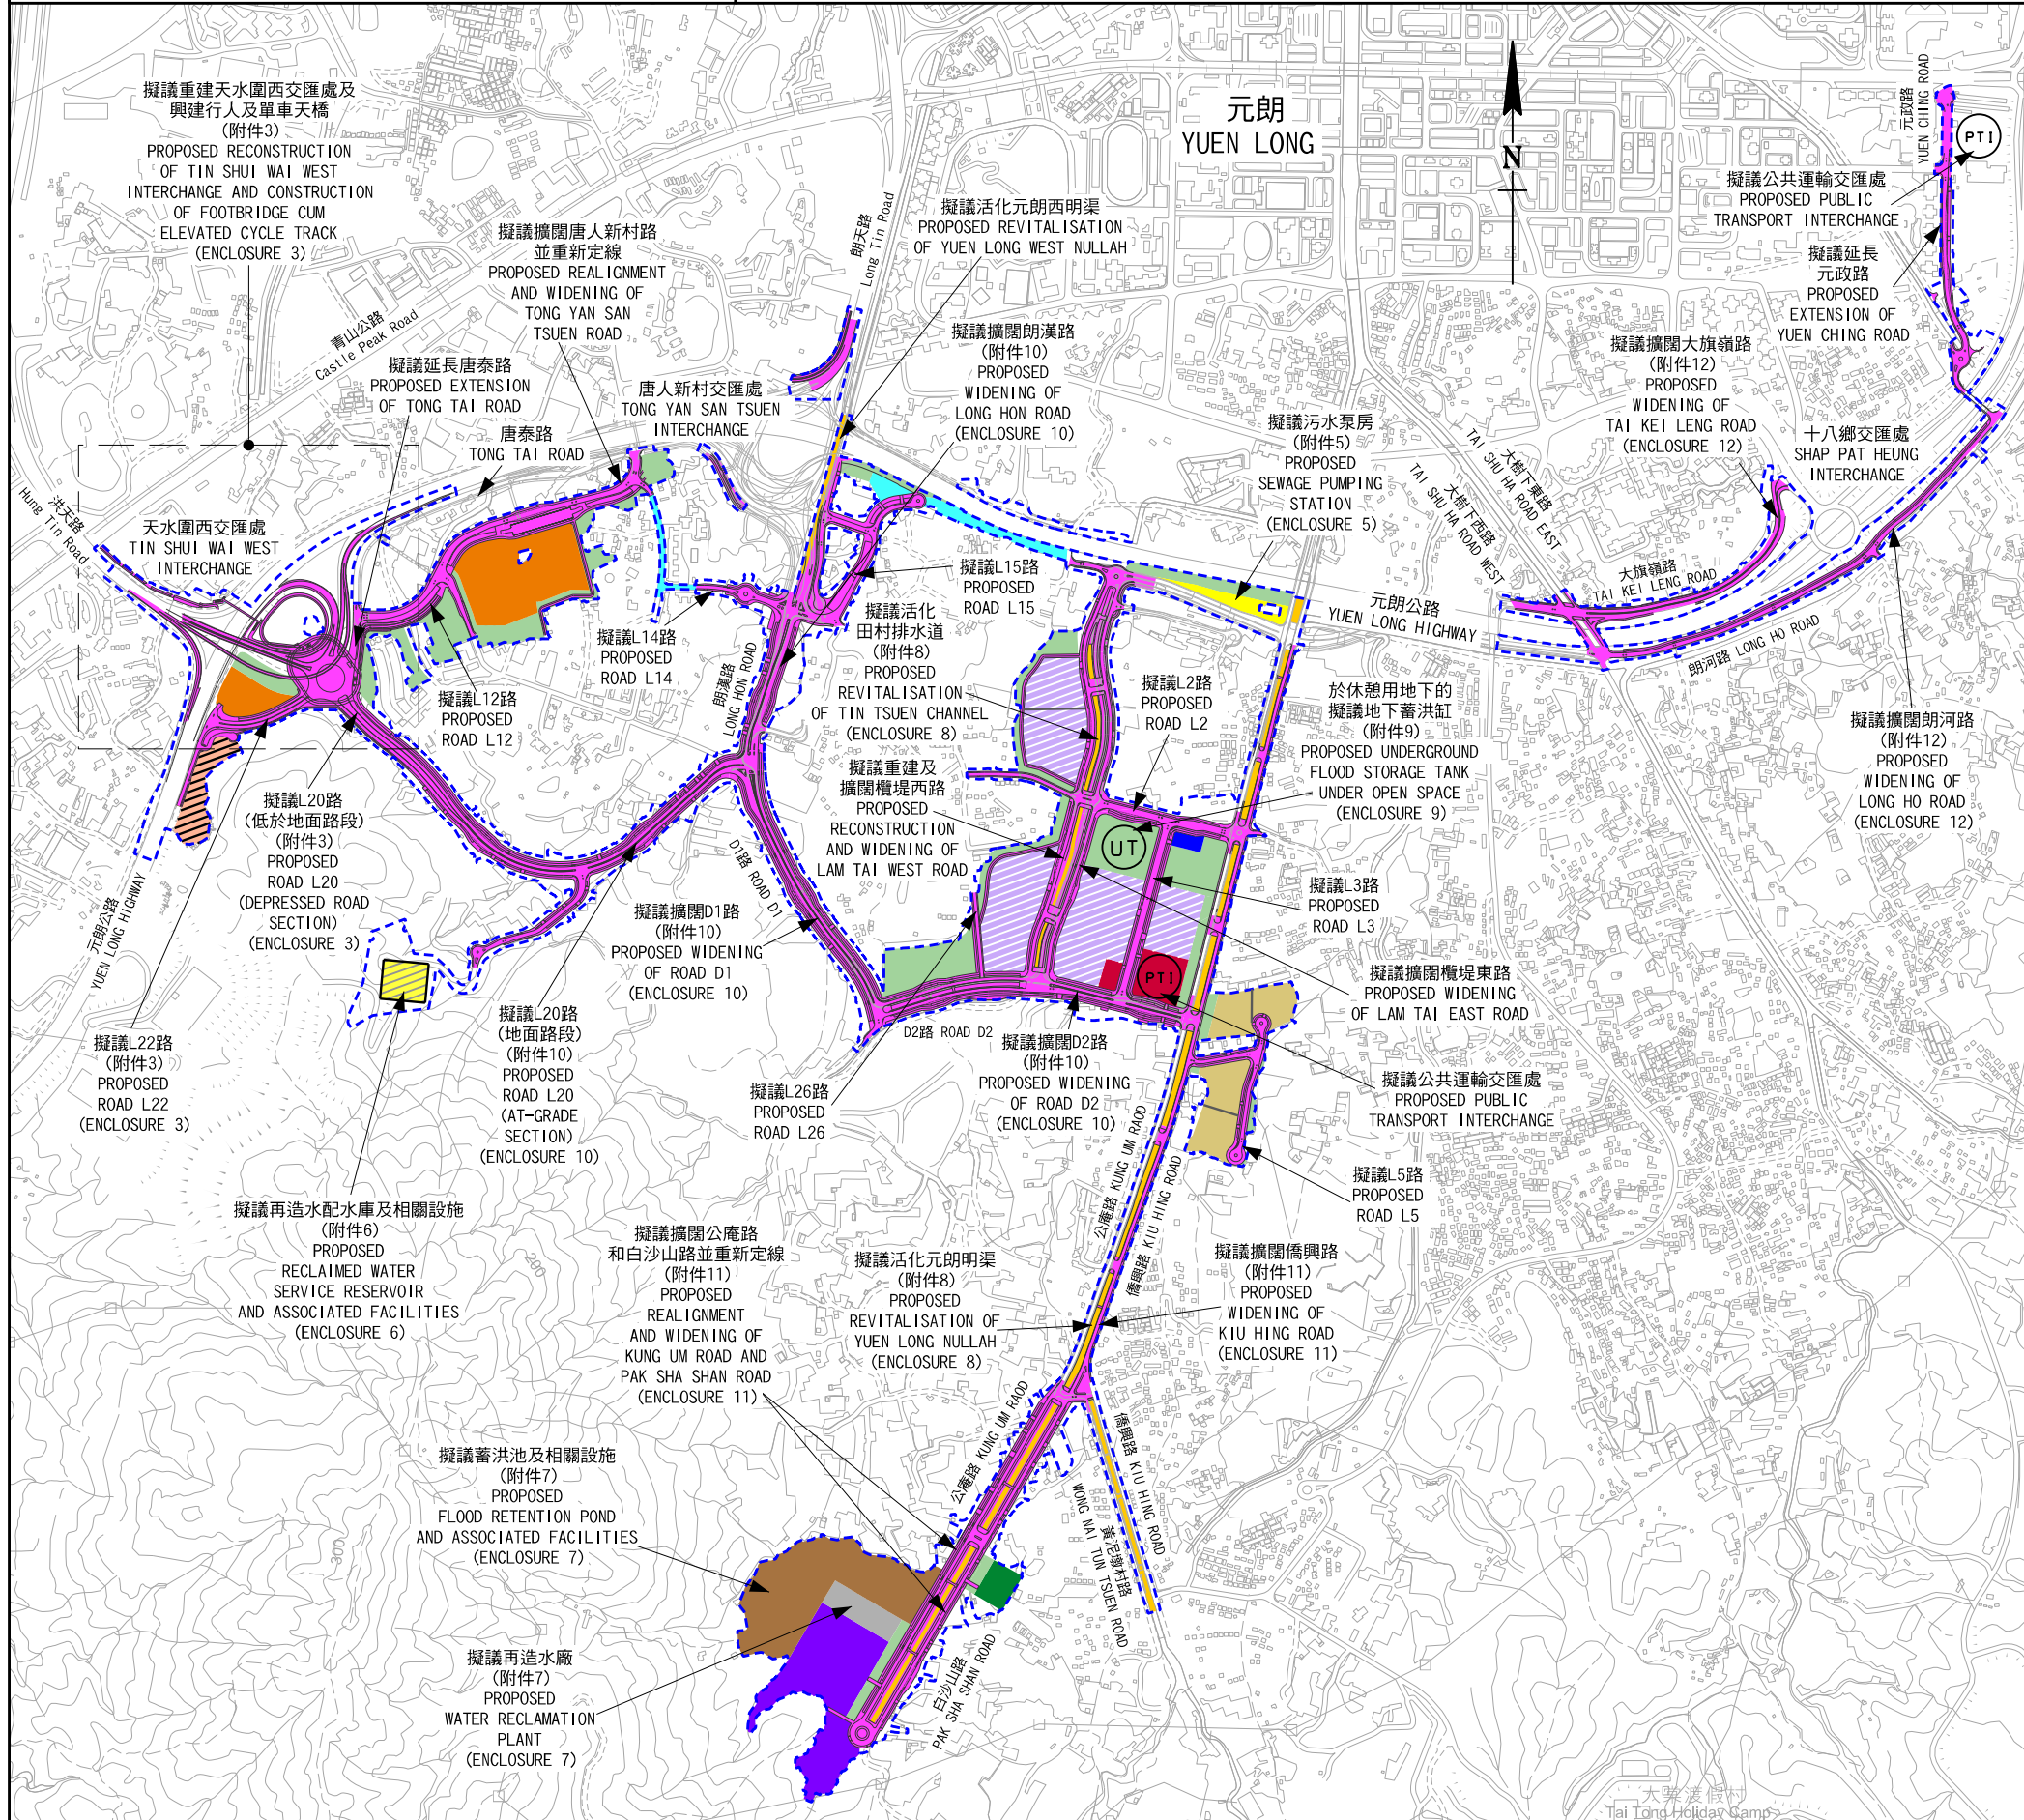 擬議重建天水圍西交匯處及
興建行人及單車天橋
(附件3)
PROPOSED RECONSTRUCTION
OF TIN SHUI WAI WEST
INTERCHANGE AND CONSTRUCTION
OF FOOTBRIDGE CUM
ELEVATED CYCLE TRACK
(ENCLOSURE 3)
擬議擴闊唐人新村路
並重新定線
PROPOSED REALIGNMENT
AND WIDENING OF
TONG YAN SAN
TSUEN ROAD
青山公路
Castle Peak Road
擬議延長唐泰路
PROPOSED EXTENSION
OF TONG TAI ROAD
唐泰路
TONG TAI ROAD
唐人新村交匯處
TONG YAN SAN TSUEN
INTERCHANGE
朗天路
Long Tin Road
擬議活化元朗西明渠
PROPOSED REVITALISATION
OF YUEN LONG WEST NULLAH
元朗
YUEN LONG
N
擬議擴闊朗漢路
(附件10)
PROPOSED
WIDENING OF
LONG HON ROAD
(ENCLOSURE 10)
擬議污水泵房
(附件5)
PROPOSED
SEWAGE PUMPING
STATION
(ENCLOSURE 5)
元政路
YUEN CHING ROAD
PTI
擬議公共運輸交匯處
PROPOSED PUBLIC
TRANSPORT INTERCHANGE
擬議延長
元政路
PROPOSED
EXTENSION OF
YUEN CHING ROAD
擬議擴闊大旗嶺路
(附件12)
PROPOSED
WIDENING OF
TAI KEI LENG ROAD
(ENCLOSURE 12)
十八鄉交匯處
SHAP PAT HEUNG
INTERCHANGE
大樹下東路
TAI SHU HA ROAD EAST
大樹下西路
TAI SHU HA ROAD WEST
大旗嶺路
TAI KEI LENG ROAD
元朗公路
YUEN LONG HIGHWAY
朗河路 LONG HO ROAD
擬議擴闊朗河路
(附件12)
PROPOSED
WIDENING OF
LONG HO ROAD
(ENCLOSURE 12)
洪天路
Hung Tin Road
天水圍西交匯處
TIN SHUI WAI WEST
INTERCHANGE
擬議L12路
PROPOSED
ROAD L12
擬議L14路
PROPOSED
ROAD L14
擬議L15路
PROPOSED
ROAD L15
朗漢路
LONG HON ROAD
擬議活化
田村排水道
(附件8)
PROPOSED
REVITALISATION
OF TIN TSUEN CHANNEL
(ENCLOSURE 8)
擬議L2路
PROPOSED
ROAD L2
於休憩用地下的
擬議地下蓄洪缸
(附件9)
PROPOSED UNDERGROUND
FLOOD STORAGE TANK
UNDER OPEN SPACE
(ENCLOSURE 9)
擬議重建及
擴闊欖堤西路
PROPOSED
RECONSTRUCTION
AND WIDENING OF
LAM TAI WEST ROAD
UT
擬議L3路
PROPOSED
ROAD L3
擬議L20路
(低於地面路段)
(附件3)
PROPOSED
ROAD L20
(DEPRESSED ROAD
SECTION)
(ENCLOSURE 3)
元朗公路
YUEN LONG HIGHWAY
擬議L22路
(附件3)
PROPOSED
ROAD L22
(ENCLOSURE 3)
擬議擴闊D1路
(附件10)
PROPOSED WIDENING
OF ROAD D1
(ENCLOSURE 10)
D1路 ROAD D1
PTI
擬議擴闊欖堤東路
PROPOSED WIDENING
OF LAM TAI EAST ROAD
擬議L20路
(地面路段)
(附件10)
PROPOSED
ROAD L20
(AT-GRADE
SECTION)
(ENCLOSURE 10)
D2路 ROAD D2
擬議擴闊D2路
(附件10)
PROPOSED WIDENING
OF ROAD D2
(ENCLOSURE 10)
擬議L26路
PROPOSED
ROAD L26
擬議公共運輸交匯處
PROPOSED PUBLIC
TRANSPORT INTERCHANGE
擬議L5路
PROPOSED
ROAD L5
公庵路 KUNG UM RAOD
僑興路 KIU HING ROAD
擬議再造水配水庫及相關設施
(附件6)
PROPOSED
RECLAIMED WATER
SERVICE RESERVOIR
AND ASSOCIATED FACILITIES
(ENCLOSURE 6)
200
擬議擴闊公庵路
和白沙山路並重新定線
(附件11)
PROPOSED
REALIGNMENT
AND WIDENING OF
KUNG UM ROAD AND
PAK SHA SHAN ROAD
(ENCLOSURE 11)
擬議活化元朗明渠
(附件8)
PROPOSED
REVITALISATION OF
YUEN LONG NULLAH
(ENCLOSURE 8)
擬議擴闊僑興路
(附件11)
PROPOSED
WIDENING OF
KIU HING ROAD
(ENCLOSURE 11)
公庵路 KUNG UM RAOD
僑興路 KIU HING ROAD
黃泥墩村路
WONG NAI TUN TSUEN ROAD
擬議蓄洪池及相關設施
(附件7)
PROPOSED
FLOOD RETENTION POND
AND ASSOCIATED FACILITIES
(ENCLOSURE 7)
300
擬議再造水廠
(附件7)
PROPOSED
WATER RECLAMATION
PLANT
(ENCLOSURE 7)
白沙山路
PAK SHA SHAN ROAD
大棠渡假村
Tai Tong Holiday Camp